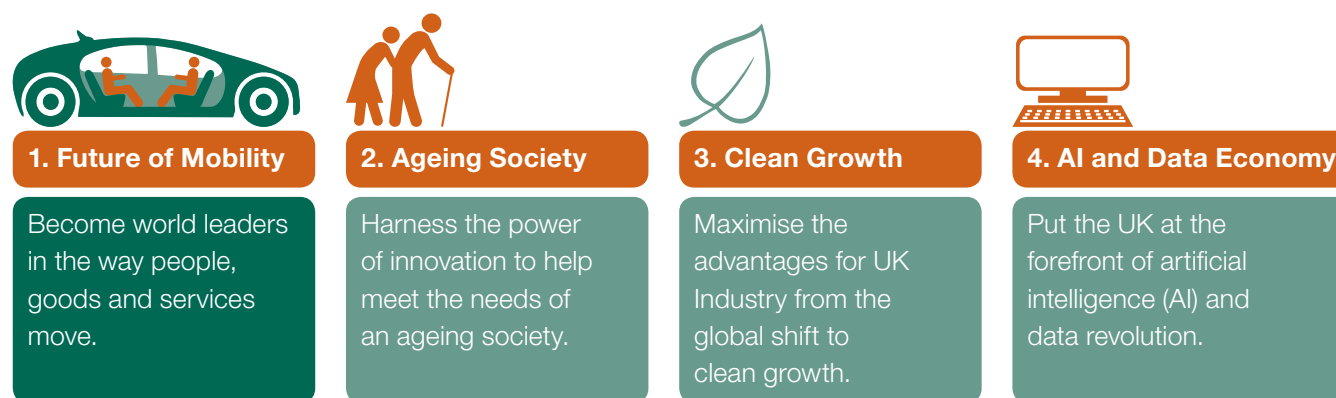 1. Future of Mobility
Become world leaders
in the way people,
goods and services
move.
2. Ageing Society
Harness the power
of innovation to help
meet the needs of
an ageing society.
3. Clean Growth
Maximise the
advantages for UK
Industry from the
global shift to
clean growth.
4. AI and Data Economy
Put the UK at the
forefront of artificial
intelligence (AI) and
data revolution.